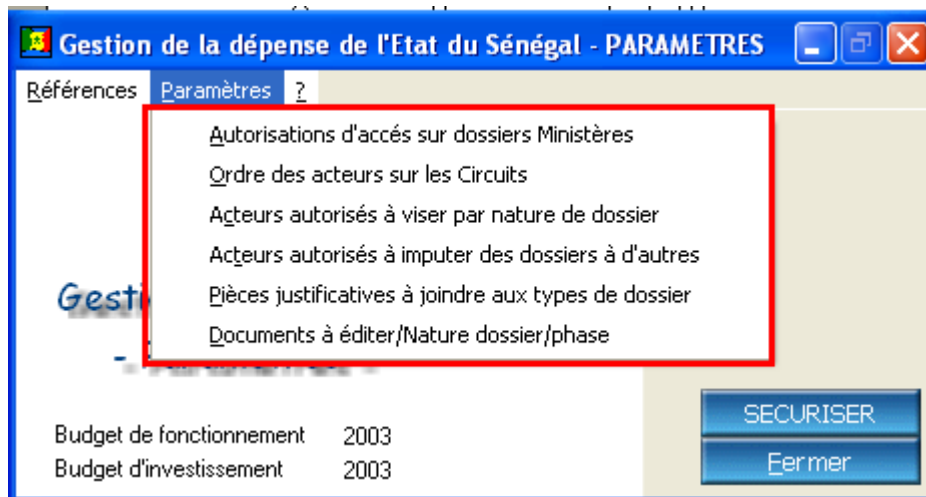 Gestion de la dépense de l'Etat du Sénégal - PARAMETRES
Références Paramètres ?
Autorisations d'accés sur dossiers Ministères
Ordre des acteurs sur les Circuits
Acteurs autorisés à viser par nature de dossier
Acteurs autorisés à imputer des dossiers à d'autres
Pièces justificatives à joindre aux types de dossier
Documents à éditer/Nature dossier/phase
Gesti
SECURISER
Budget de fonctionnement 2003
Fermer
Budget d'investissement 2003